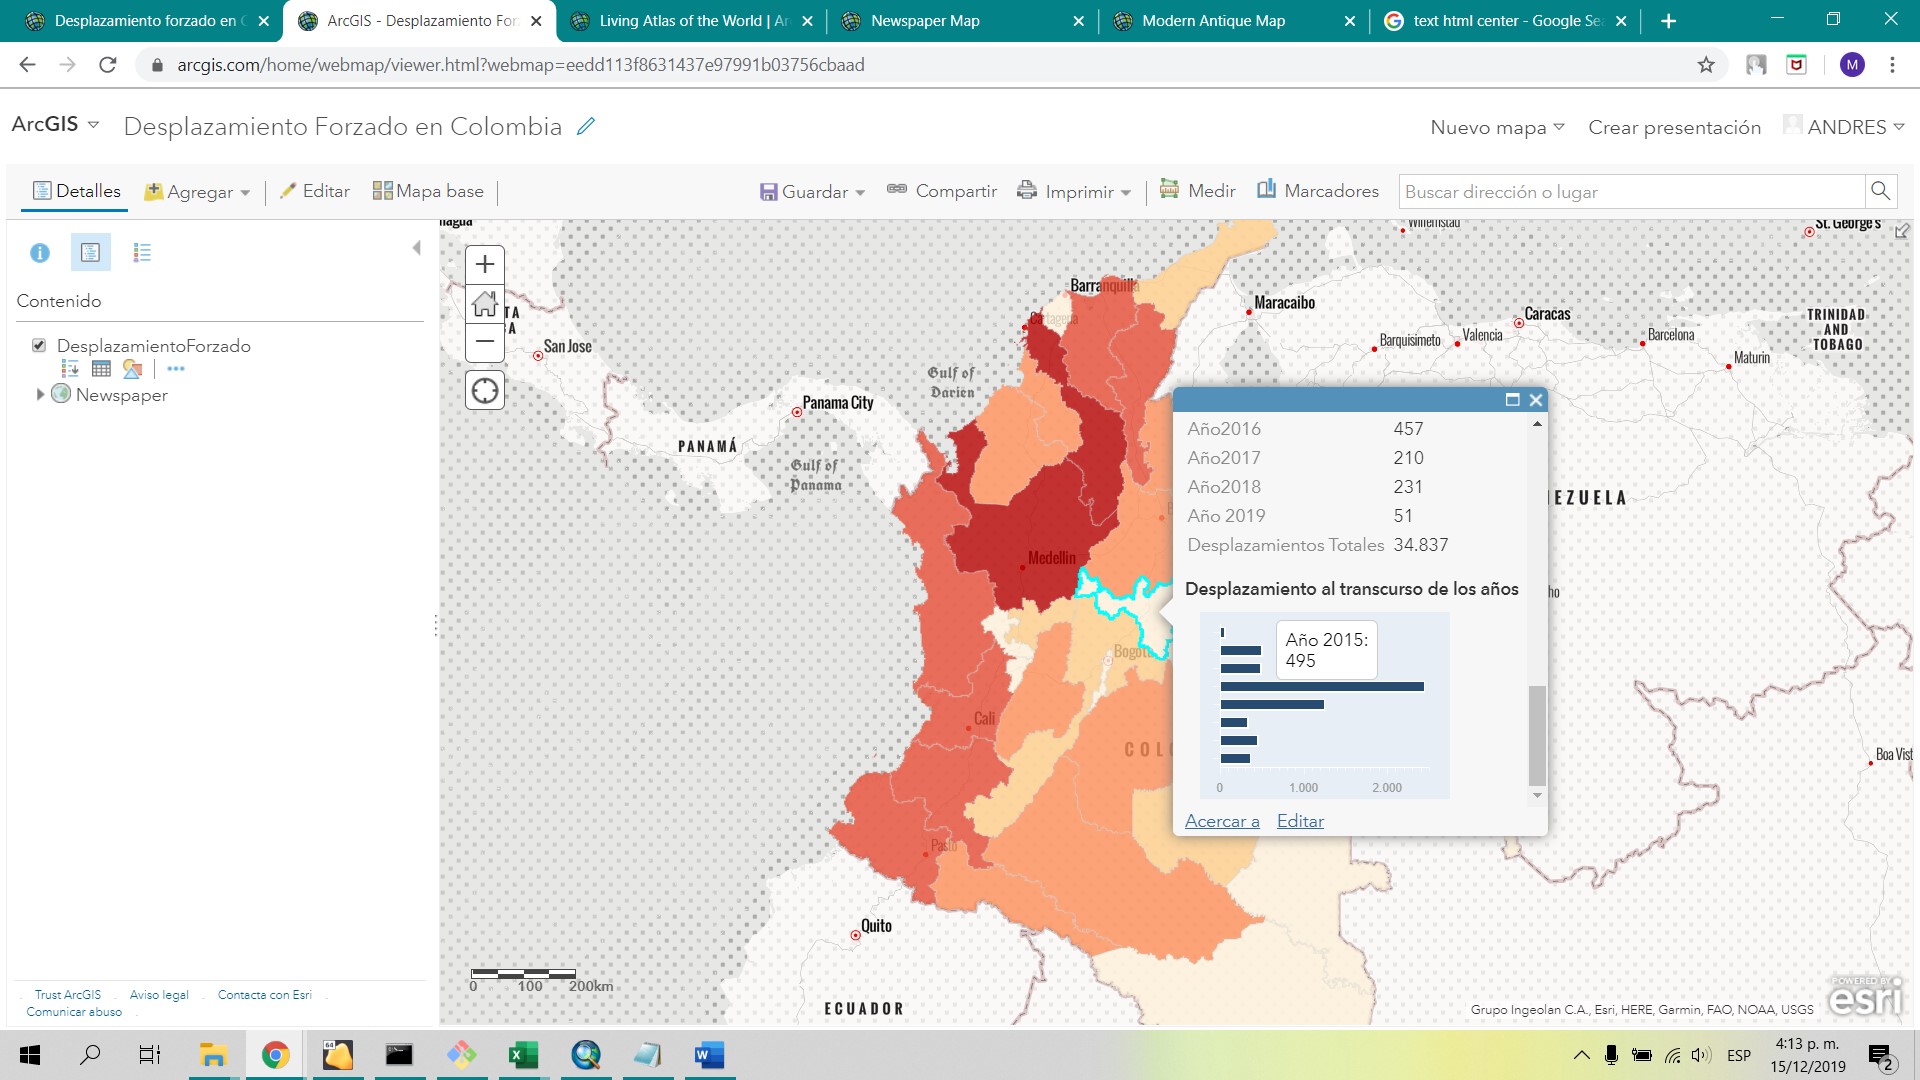 Desplazamiento forzado en C
ArcGIS - Desplazamiento For
Living Atlas of the World | Ar
Newspaper Map
Modern Antique Map
text html center - Google Sea
arcgis.com/home/webmap/viewer.html?webmap=eedd113f8631437e97991b03756cbaad
M
ArcGIS
Desplazamiento Forzado en Colombia
Nuevo mapa
Crear presentación
ANDRES
Detalles
Agregar
Editar
Mapa base
Guardar
Compartir
Imprimir
Medir
Marcadores
Buscar dirección o lugar
Contenido
DesplazamientoForzado
Newspaper
Trust ArcGIS
Aviso legal
Contacta con Esri
Comunicar abuso
Willemstad
St. George's
Barranquilla
Cartagena
Maracaibo
Caracas
Barquisimeto
Valencia
Barcelona
Maturin
TRINIDAD
AND
TOBAGO
San Jose
Gulf of
Darien
Panama City
PANAMÁ
Gulf of
Panama
EZUELA
Medellin
Bogot
Cali
COL
Pasto
Boa Vist
Quito
ECUADOR
0 100 200km
Año2016 457
Año2017 210
Año2018 231
Año 2019 51
Desplazamientos Totales 34.837
Desplazamiento al transcurso de los años
Año 2015:
495
0 1.000 2.000
Acercar a
Editar
Grupo Ingeolan C.A., Esri, HERE, Garmin, FAO, NOAA, USGS
POWERED BY
esri
64
ESP
4:13 p. m.
15/12/2019
2